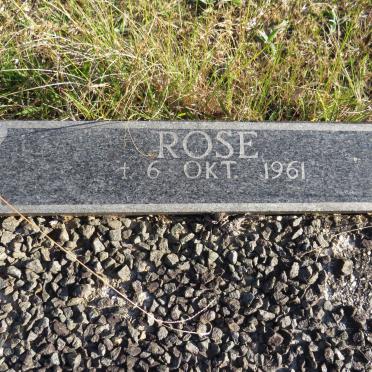 ROSE
† 6 OKT. 1961